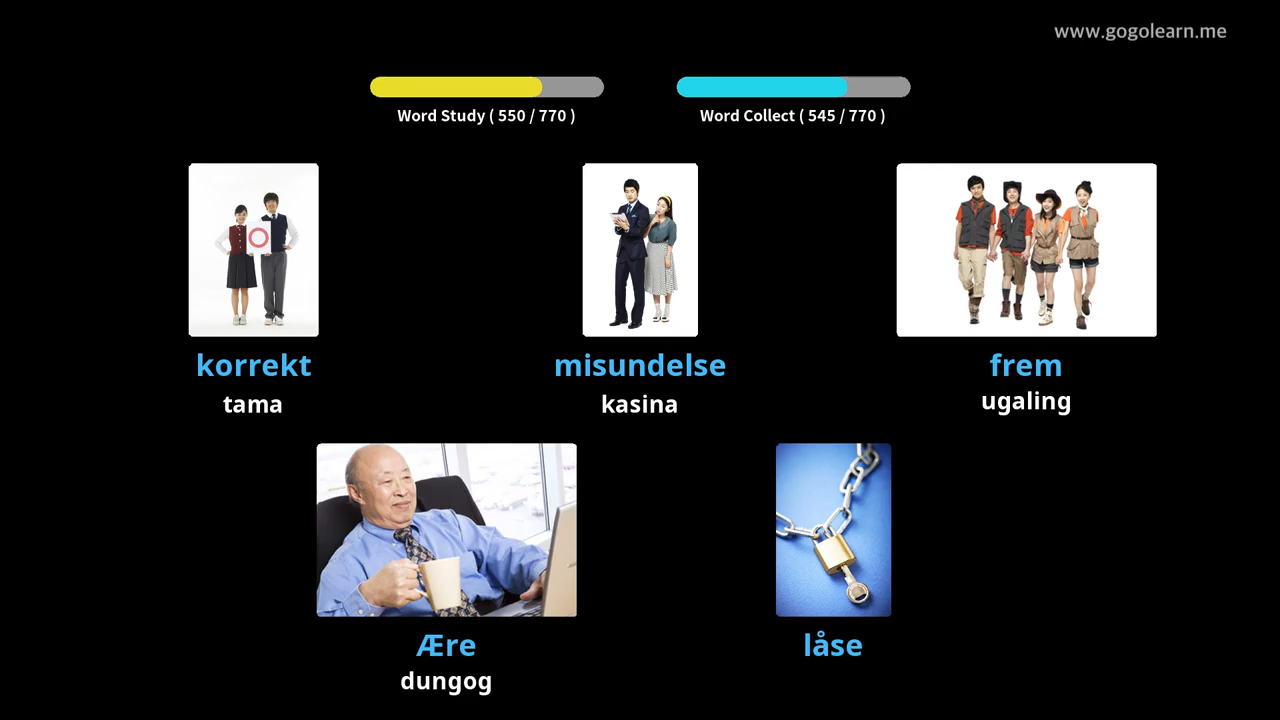 www.gogolearn.me
Word Study ( 550 / 770 )
Word Collect ( 545 / 770 )
korrekt
misundelse
frem
tama
kasina
ugaling
Ære
låse
dungog